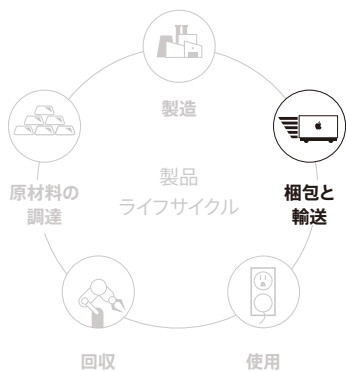 製造
原材料の
調達
製品
ライフサイクル
梱包と
輸送
回収
使用